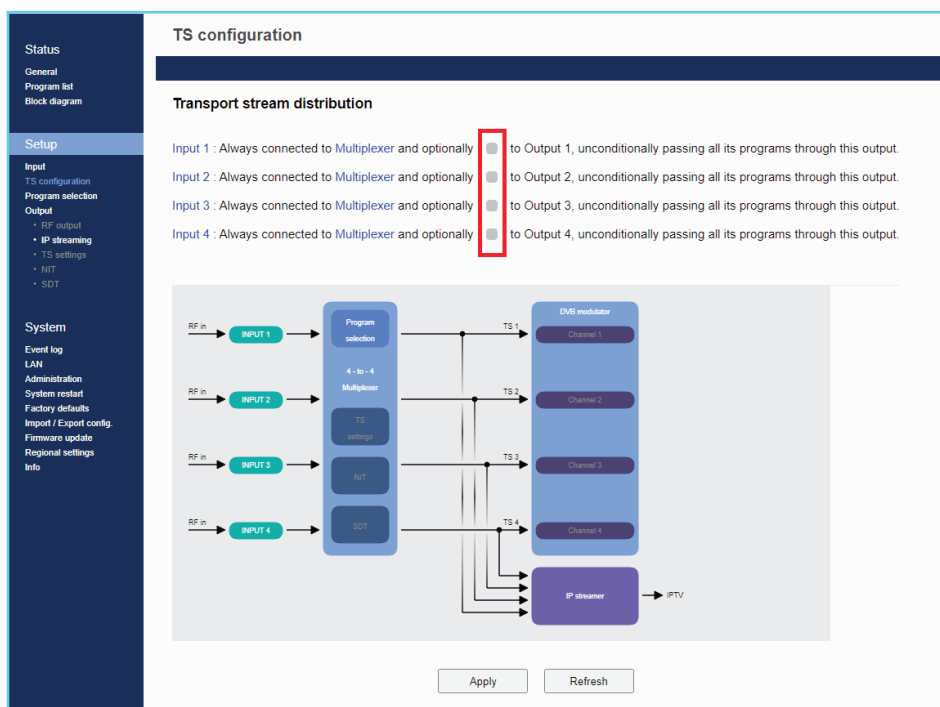 TS configuration
Status
General
Program list
Block diagram
Setup
Input
TS configuration
Program selection
Output
• RF output
• IP streaming
• TS settings
• NIT
• SDT
System
Event log
LAN
Administration
System restart
Factory defaults
Import / Export config.
Firmware update
Regional settings
Info
Transport stream distribution
Input 1 : Always connected to Multiplexer and optionally to Output 1, unconditionally passing all its programs through this output.
Input 2 : Always connected to Multiplexer and optionally to Output 2, unconditionally passing all its programs through this output.
Input 3 : Always connected to Multiplexer and optionally to Output 3, unconditionally passing all its programs through this output.
Input 4 : Always connected to Multiplexer and optionally to Output 4, unconditionally passing all its programs through this output.
RF in
INPUT 1
RF in
INPUT 2
RF in
INPUT 3
RF in
INPUT 4
Program
selection
4 - to - 4
Multiplexer
TS
settings
NIT
SDT
TS 1
TS 2
TS 3
TS 4
DVB modulator
Channel 1
Channel 2
Channel 3
Channel 4
IP streamer
IPTV
Apply
Refresh